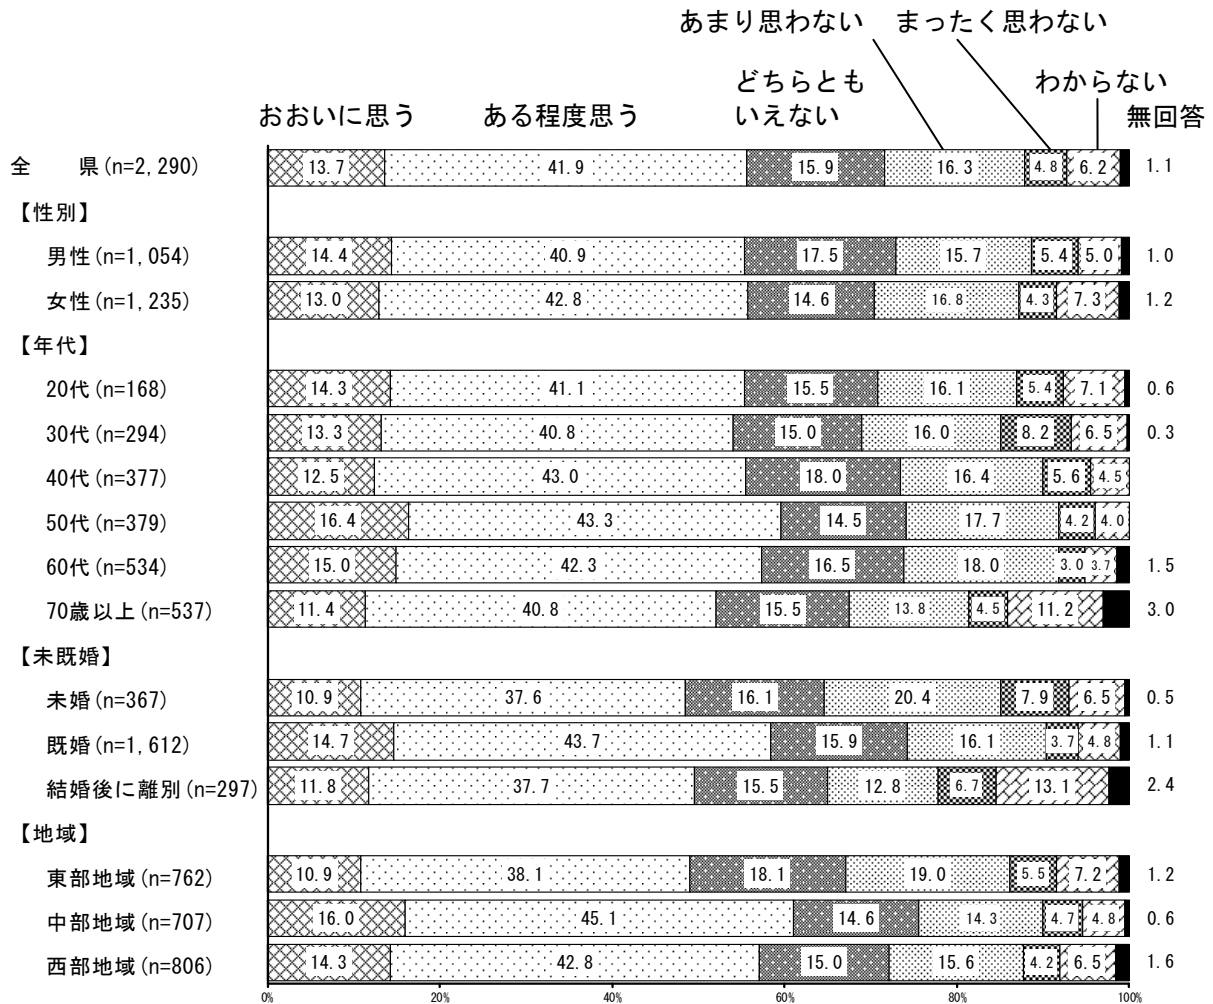 あまり思わない まったく思わない
どちらとも わからない
おおいに思う ある程度思う いえない 無回答
全　　県(n=2,290) 13.7 41.9 15.9 16.3 4.8 6.2 1.1
【性別】
男性(n=1,054) 14.4 40.9 17.5 15.7 5.4 5.0 1.0
女性(n=1,235) 13.0 42.8 14.6 16.8 4.3 7.3 1.2
【年代】
20代(n=168) 14.3 41.1 15.5 16.1 5.4 7.1 0.6
30代(n=294) 13.3 40.8 15.0 16.0 8.2 6.5 0.3
40代(n=377) 12.5 43.0 18.0 16.4 5.6 4.5
50代(n=379) 16.4 43.3 14.5 17.7 4.2 4.0
60代(n=534) 15.0 42.3 16.5 18.0 3.0 3.7 1.5
70歳以上(n=537) 11.4 40.8 15.5 13.8 4.5 11.2 3.0
【未既婚】
未婚(n=367) 10.9 37.6 16.1 20.4 7.9 6.5 0.5
既婚(n=1,612) 14.7 43.7 15.9 16.1 3.7 4.8 1.1
結婚後に離別(n=297) 11.8 37.7 15.5 12.8 6.7 13.1 2.4
【地域】
東部地域(n=762) 10.9 38.1 18.1 19.0 5.5 7.2 1.2
中部地域(n=707) 16.0 45.1 14.6 14.3 4.7 4.8 0.6
西部地域(n=806) 14.3 42.8 15.0 15.6 4.2 6.5 1.6
0% 20% 40% 60% 80% 100%